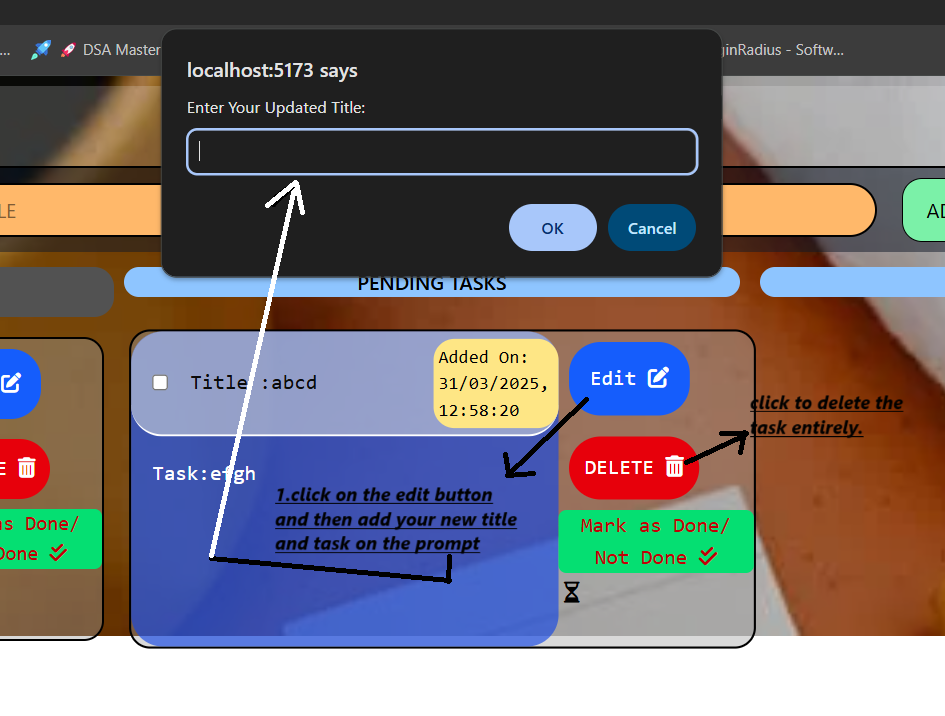 ...
DSA Master
ginRadius - Softw...
localhost:5173 says
Enter Your Updated Title:
OK
Cancel
LE
AD
PENDING TASKS
Title :abcd
Added On:
31/03/2025,
12:58:20
Edit
click to delete the
task entirely.
E
DELETE
Task:efgh
1.click on the edit button
and then add your new title
and task on the prompt
as Done/
Done
Mark as Done/
Not Done